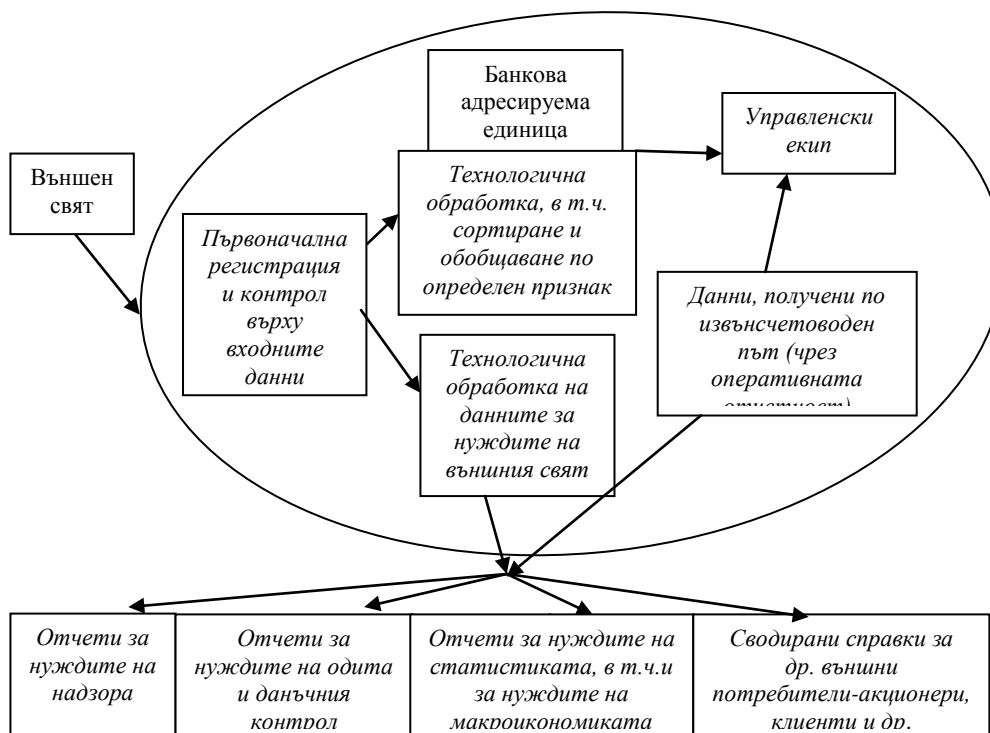 Банкова
адресируема
единица
Управленски
екип
Външен
свят
Технологична
обработка, в т.ч.
сортиране и
обобщаване по
определен признак
Първоначална
регистрация
и контрол
върху
входните
данни
Данни, получени по
извънсчетоводен
път (чрез
оперативната
отчетност)
Технологична
обработка на
данните за
нуждите на
външния свят
Отчети за
нуждите на
надзора
Отчети за
нуждите на одита
и данъчния
контрол
Отчети за нуждите на
статистиката, в т.ч.и
за нуждите на
макроикономиката
Сводирани справки за
др. външни
потребители-акционери,
клиенти и др.